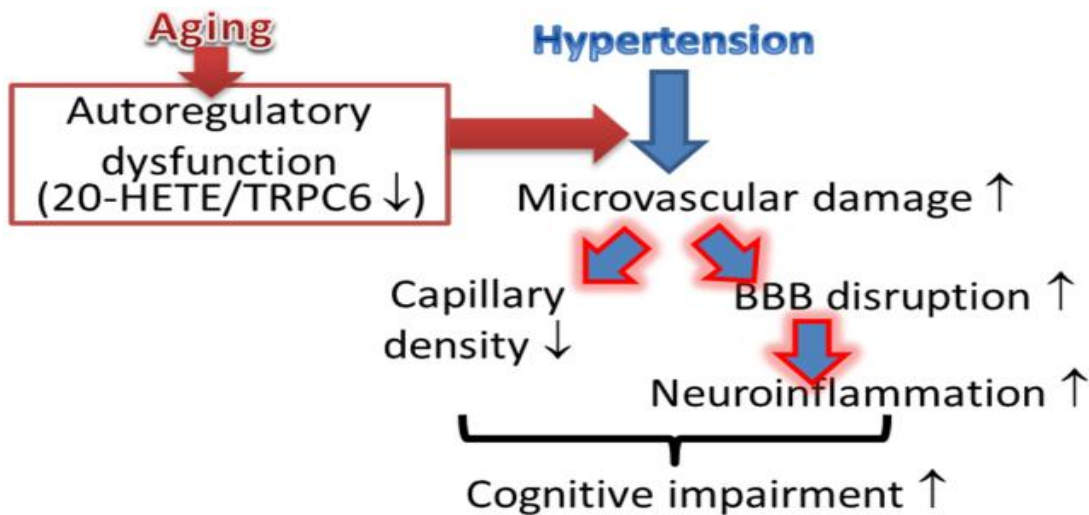 Aging
Hypertension
Autoregulatory
dysfunction
(20-HETE/TRPC6 ↓)
Microvascular damage ↑
Capillary
density ↓
BBB disruption ↑
Neuroinflammation ↑
Cognitive impairment ↑